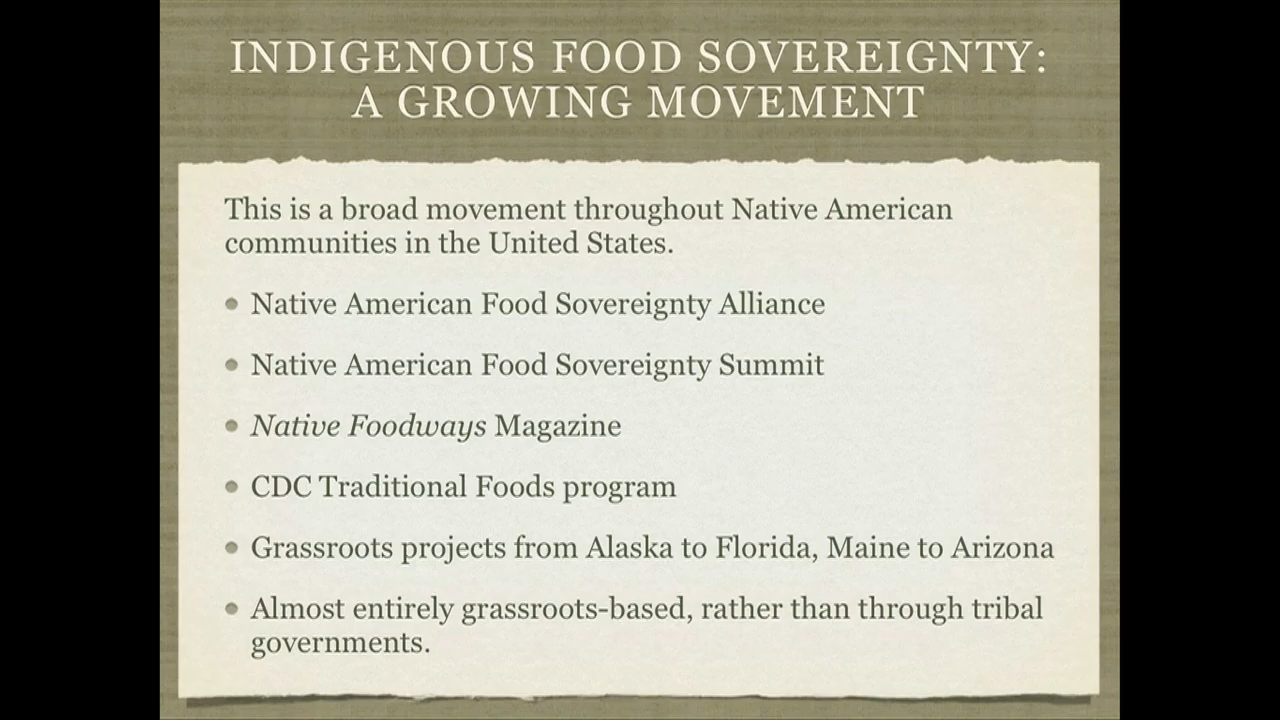 INDIGENOUS FOOD SOVEREIGNTY:
A GROWING MOVEMENT
This is a broad movement throughout Native American
communities in the United States.
• Native American Food Sovereignty Alliance
• Native American Food Sovereignty Summit
• Native Foodways Magazine
• CDC Traditional Foods program
• Grassroots projects from Alaska to Florida, Maine to Arizona
• Almost entirely grassroots-based, rather than through tribal
governments.